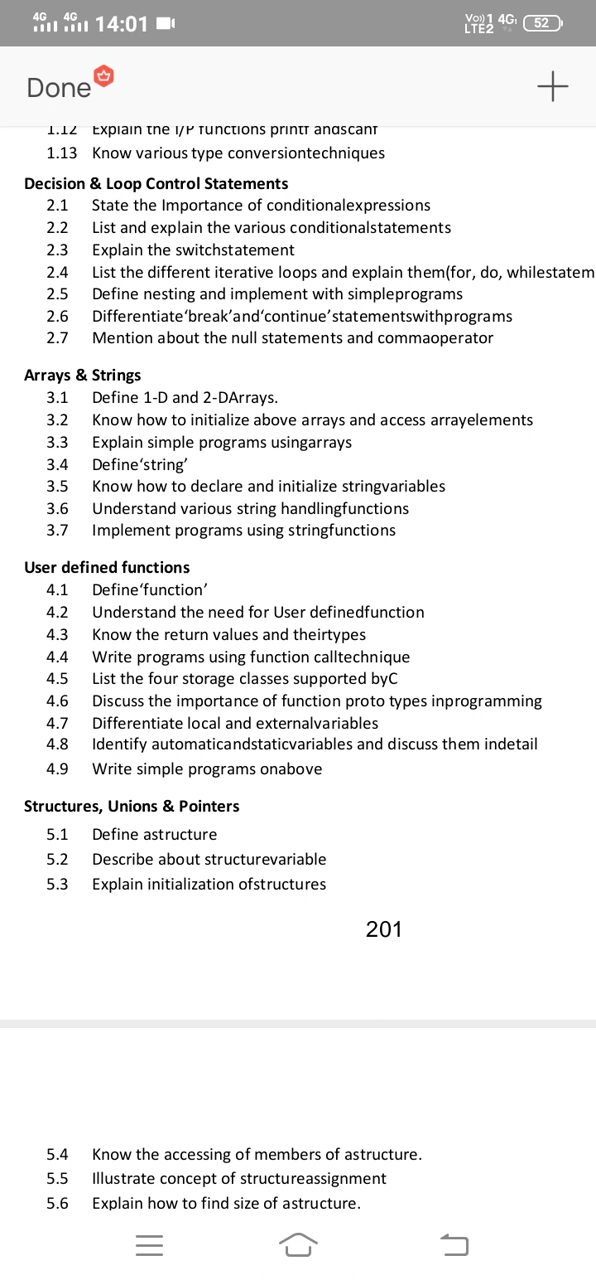 4G 4G 14:01 Vo)) 1 4G 52
LTE2
Done
1.12 Explain the I/P functions printf andscanf
1.13 Know various type conversiontechniques
Decision & Loop Control Statements
2.1 State the Importance of conditionalexpressions
2.2 List and explain the various conditionalstatements
2.3 Explain the switchstatement
2.4 List the different iterative loops and explain them(for, do, whilestatem
2.5 Define nesting and implement with simpleprograms
2.6 Differentiate‘break’and‘continue’statementswithprograms
2.7 Mention about the null statements and commaoperator
Arrays & Strings
3.1 Define 1-D and 2-DArrays.
3.2 Know how to initialize above arrays and access arrayelements
3.3 Explain simple programs usingarrays
3.4 Define‘string’
3.5 Know how to declare and initialize stringvariables
3.6 Understand various string handlingfunctions
3.7 Implement programs using stringfunctions
User defined functions
4.1 Define‘function’
4.2 Understand the need for User definedfunction
4.3 Know the return values and theirtypes
4.4 Write programs using function calltechnique
4.5 List the four storage classes supported byC
4.6 Discuss the importance of function proto types inprogramming
4.7 Differentiate local and externalvariables
4.8 Identify automaticandstaticvariables and discuss them indetail
4.9 Write simple programs onabove
Structures, Unions & Pointers
5.1 Define astructure
5.2 Describe about structurevariable
5.3 Explain initialization ofstructures
201
5.4 Know the accessing of members of astructure.
5.5 Illustrate concept of structureassignment
5.6 Explain how to find size of astructure.